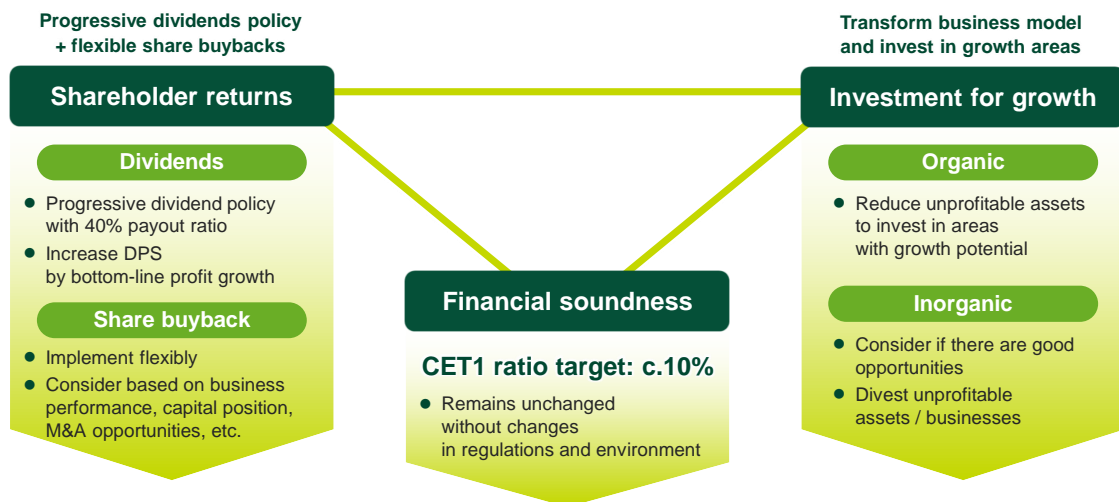 Progressive dividends policy
+ flexible share buybacks
Shareholder returns
Dividends
● Progressive dividend policy
with 40% payout ratio
● Increase DPS
by bottom-line profit growth
Share buyback
● Implement flexibly
● Consider based on business
performance, capital position,
M&A opportunities, etc.
Financial soundness
CET1 ratio target: c.10%
● Remains unchanged
without changes
in regulations and environment
Transform business model
and invest in growth areas
Investment for growth
Organic
● Reduce unprofitable assets
to invest in areas
with growth potential
Inorganic
● Consider if there are good
opportunities
● Divest unprofitable
assets / businesses